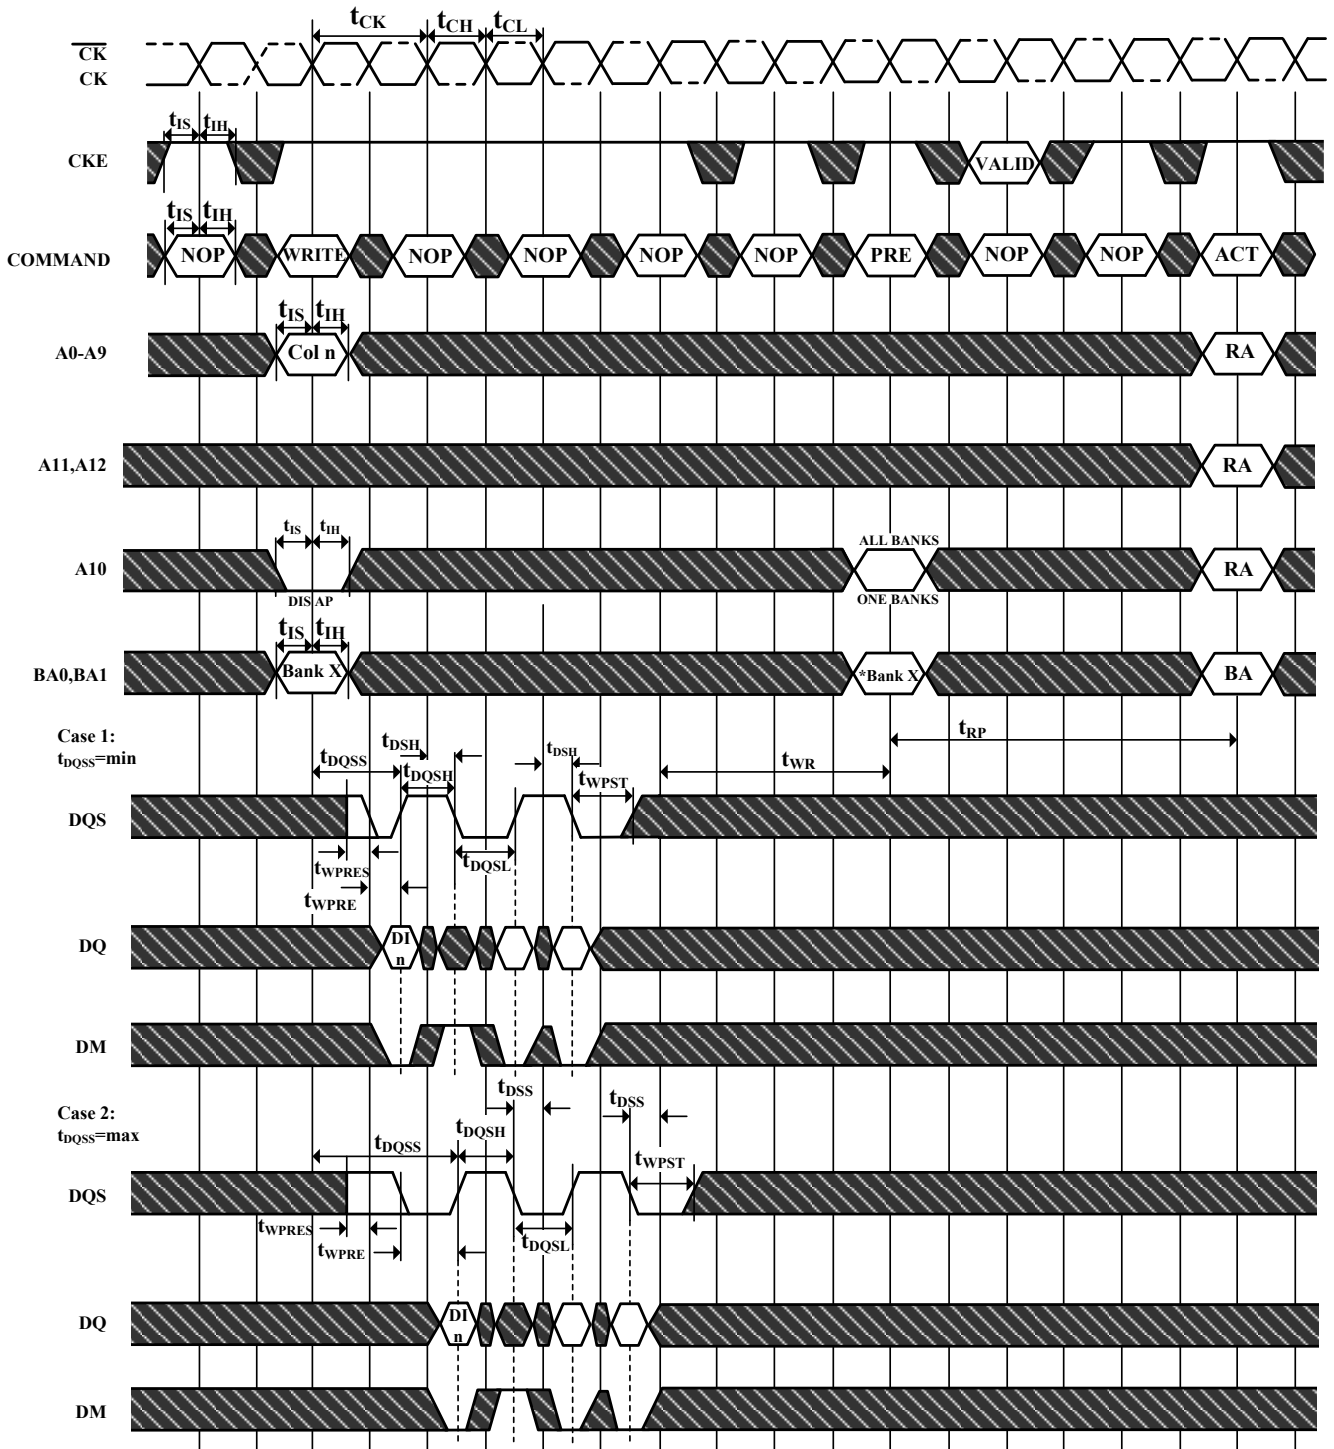 tCK tCH tCL
CK
CK
tIS tIH
CKE VALID
tIS tIH
COMMAND NOP WRITE NOP NOP NOP NOP PRE NOP NOP ACT
tIS tIH
A0-A9 Col n RA
A11,A12 RA
tIS tIH ALL BANKS
A10 RA
DIS AP ONE BANKS
tIS tIH
BA0,BA1 Bank X *Bank X BA
Case 1:
tDQSS=min
tDQSS tDSH tDQSH tDSH tWPST tWR tRP
DQS
tWPRES tDQSL
tWPRE
DQ DI
n
DM
tDSS tDSS
Case 2:
tDQSS=max
tDQSS tDQSH tWPST
DQS
tWPRES tDQSL
tWPRE
DQ DI
n
DM